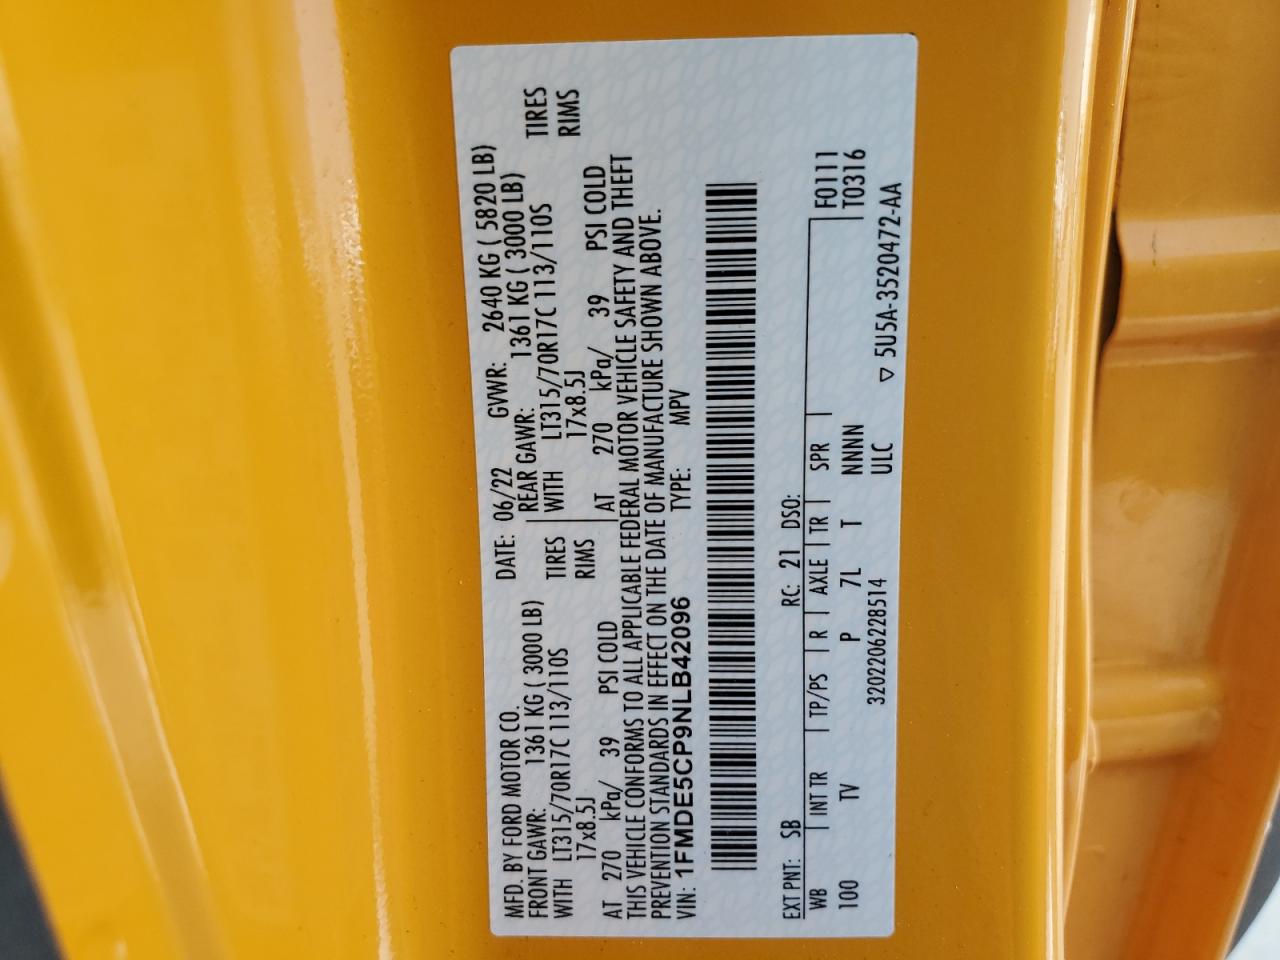 MFD. BY FORD MOTOR CO. DATE: 06/22 GVWR: 2640 KG ( 5820 LB)
FRONT GAWR: 1361 KG ( 3000 LB) REAR GAWR: 1361 KG ( 3000 LB)
WITH LT315/70R17C 113/110S TIRES WITH LT315/70R17C 113/110S TIRES
17x8.5J RIMS 17x8.5J RIMS
AT 270 kPa/ 39 PSI COLD AT 270 kPa/ 39 PSI COLD
THIS VEHICLE CONFORMS TO ALL APPLICABLE FEDERAL MOTOR VEHICLE SAFETY AND THEFT
PREVENTION STANDARDS IN EFFECT ON THE DATE OF MANUFACTURE SHOWN ABOVE.
VIN: 1FMDE5CP9NLB42096 TYPE: MPV
EXT PNT: SB RC: 21 DSO:
WB INT TR TP/PS R AXLE TR SPR F0111
100 TV P 7L T NNNN T0316
3202206228514 ULC ▽ 5U5A-3520472-AA